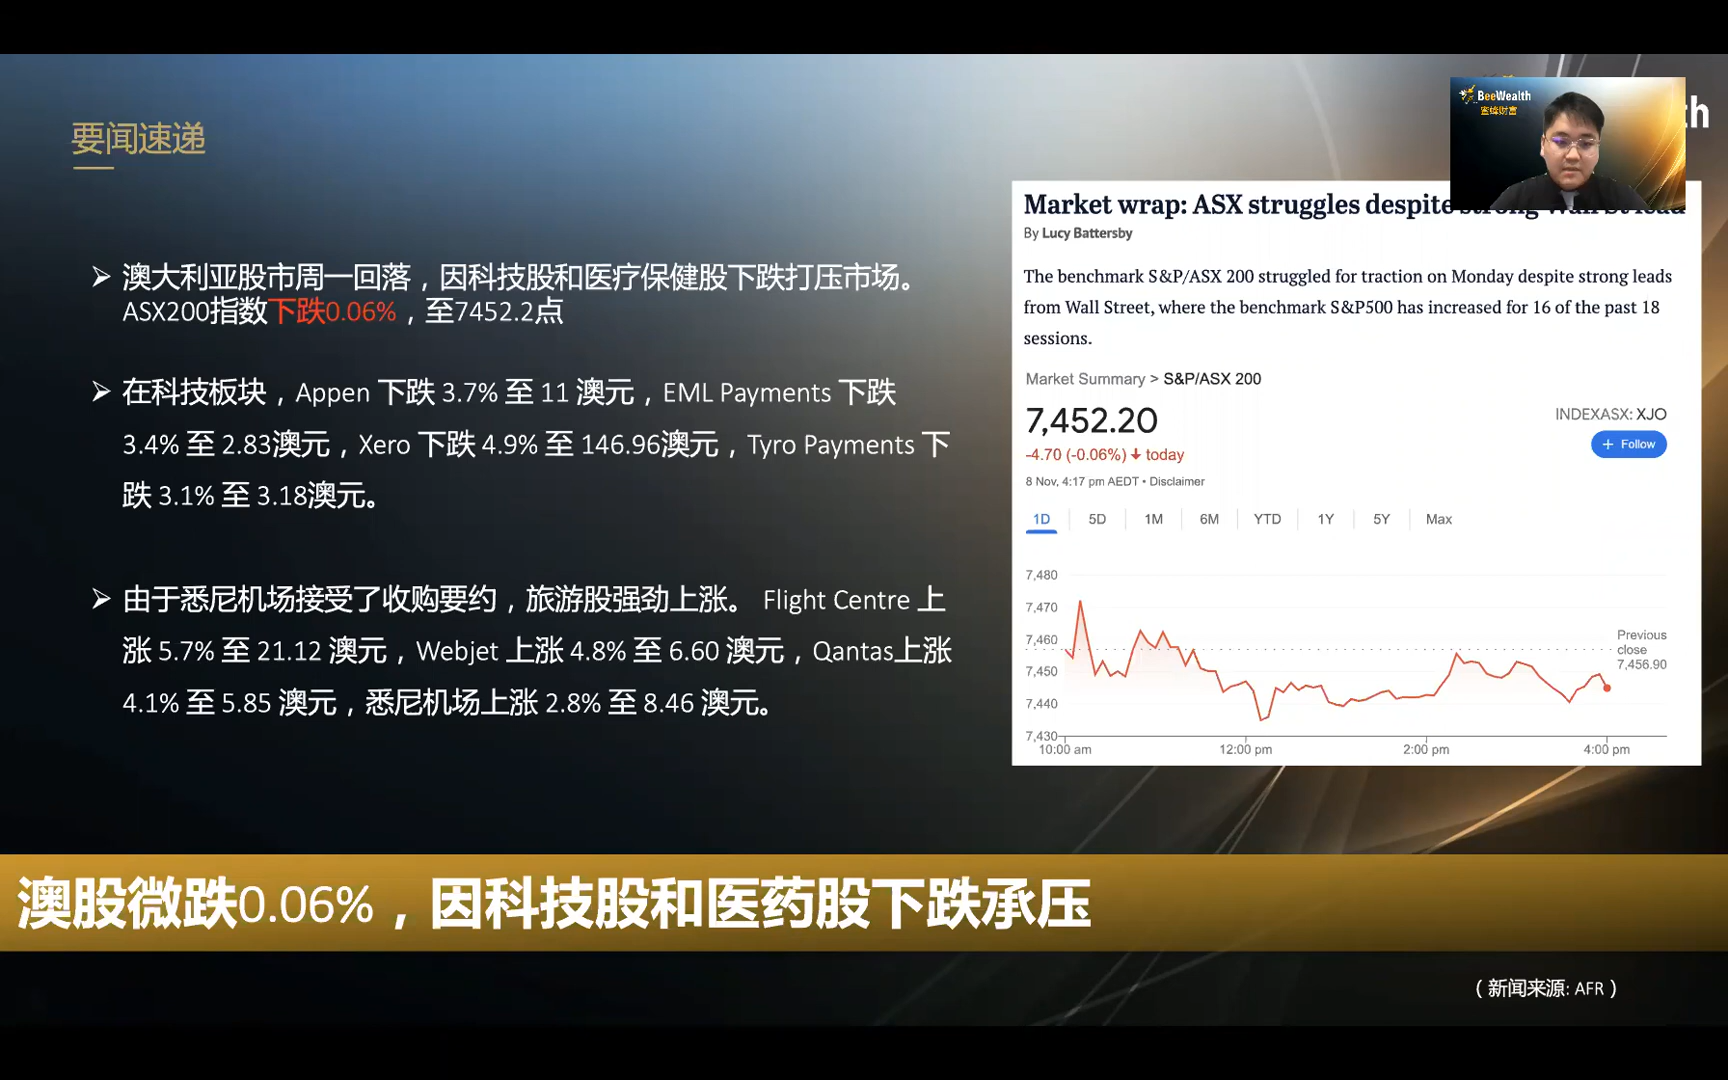 要闻速递
BeeWealth
蜜蜂财富
th
澳大利亚股市周一回落，因科技股和医疗保健股下跌打压市场。
ASX200指数下跌0.06%，至7452.2点
在科技板块，Appen 下跌 3.7% 至 11 澳元，EML Payments 下跌
3.4% 至 2.83澳元，Xero 下跌 4.9% 至 146.96澳元，Tyro Payments 下
跌 3.1% 至 3.18澳元。
由于悉尼机场接受了收购要约，旅游股强劲上涨。 Flight Centre 上
涨 5.7% 至 21.12 澳元，Webjet 上涨 4.8% 至 6.60 澳元，Qantas上涨
4.1% 至 5.85 澳元，悉尼机场上涨 2.8% 至 8.46 澳元。
Market wrap: ASX struggles despite strong Wall St lead
By Lucy Battersby
The benchmark S&P/ASX 200 struggled for traction on Monday despite strong leads
from Wall Street, where the benchmark S&P500 has increased for 16 of the past 18
sessions.
Market Summary > S&P/ASX 200
7,452.20
INDEXASX: XJO
+ Follow
-4.70 (-0.06%) ↓ today
8 Nov, 4:17 pm AEDT • Disclaimer
1D 5D 1M 6M YTD 1Y 5Y Max
7,480
7,470
7,460
7,450
7,440
7,430
Previous
close
7,456.90
10:00 am 12:00 pm 2:00 pm 4:00 pm
澳股微跌0.06%，因科技股和医药股下跌承压
（新闻来源: AFR）